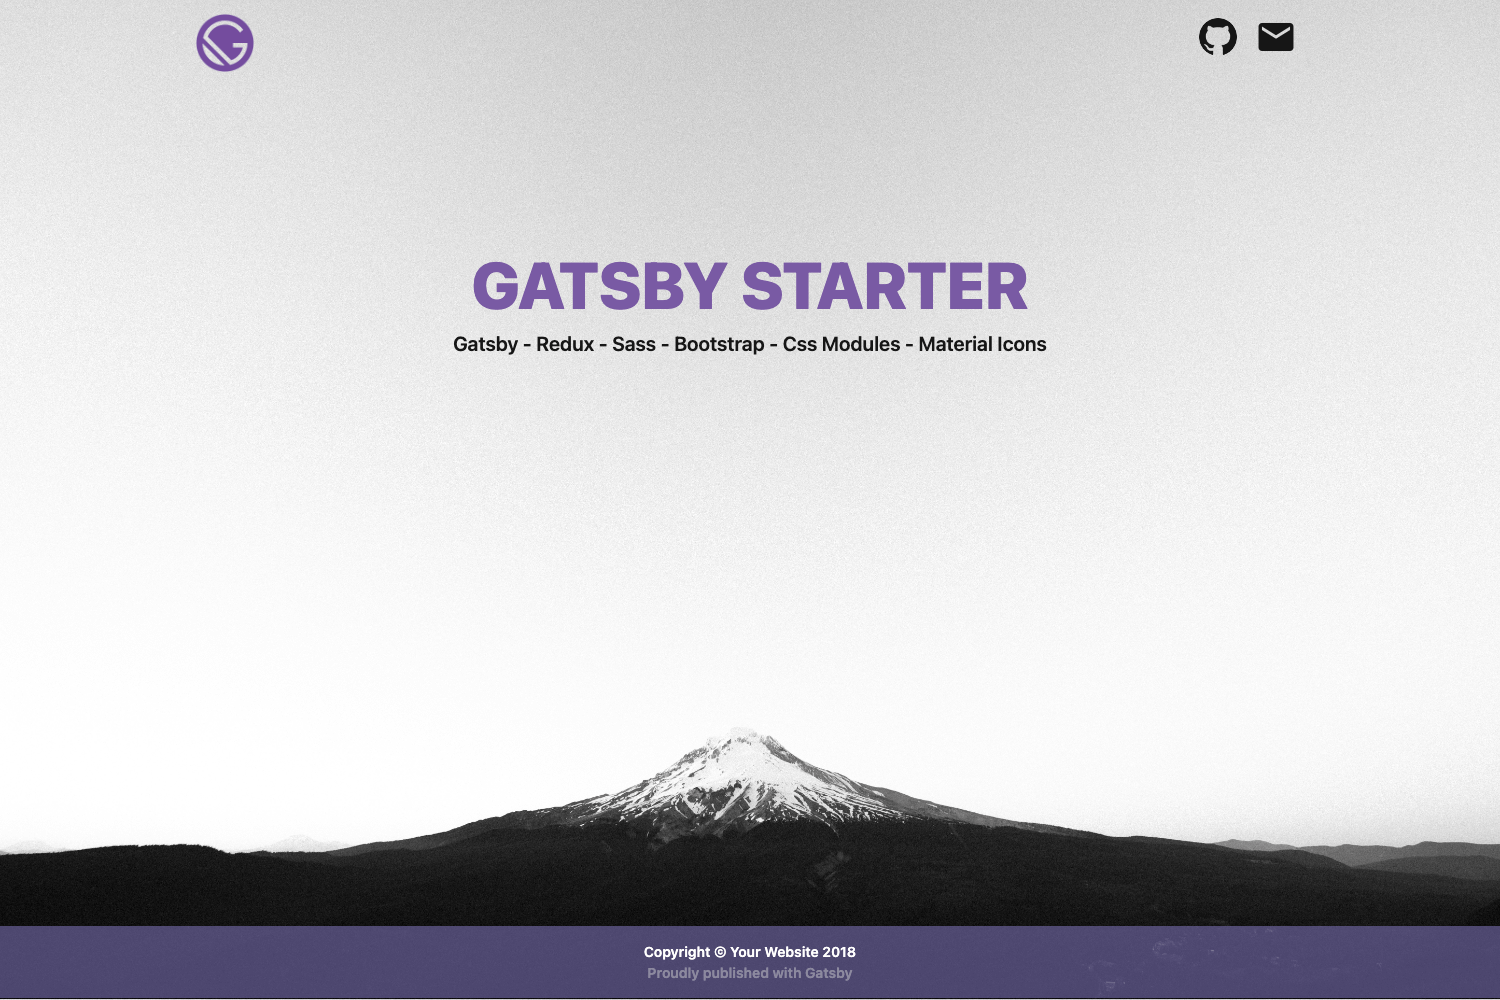 GATSBY STARTER
Gatsby - Redux - Sass - Bootstrap - Css Modules - Material Icons
Copyright © Your Website 2018
Proudly published with Gatsby